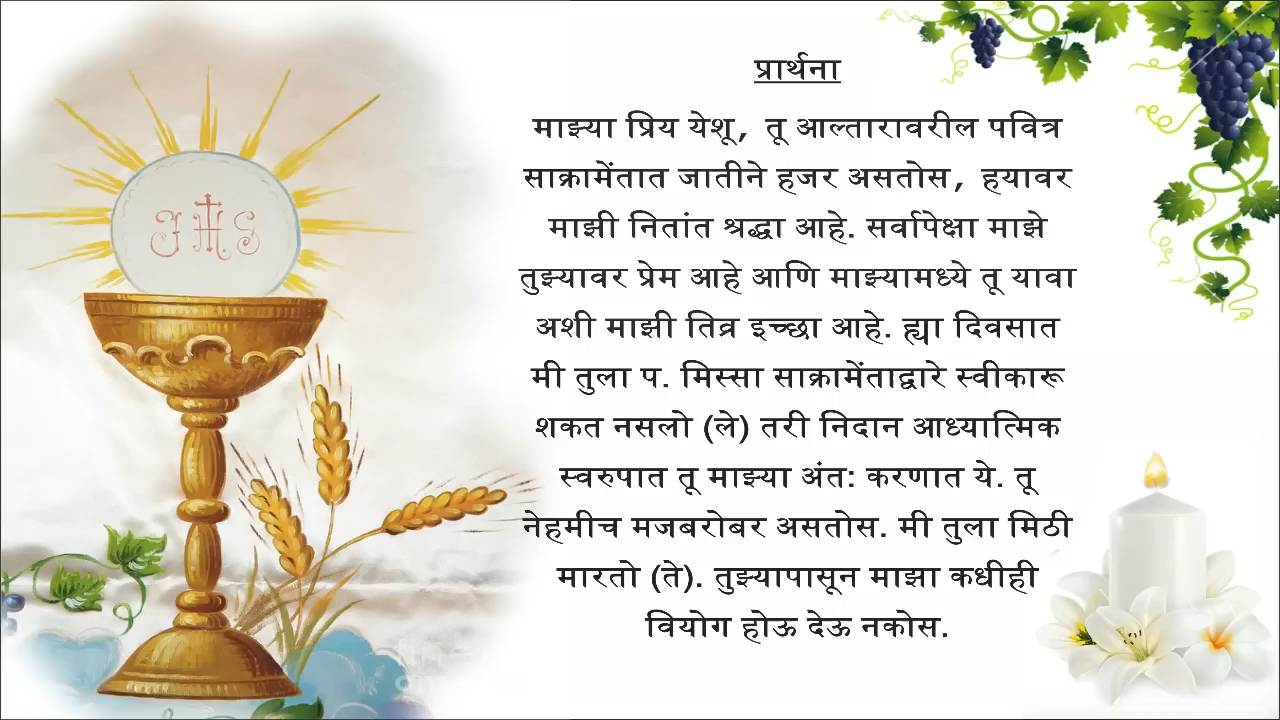 प्रार्थना
माझ्या प्रिय येशू, तू आल्तारावरील पवित्र
साक्रामेंतात जातीने हजर असतोस, हयावर
माझी नितांत श्रद्धा आहे. सर्वापेक्षा माझे
तुझ्यावर प्रेम आहे आणि माझ्यामध्ये तू यावा
अशी माझी तिव्र इच्छा आहे. ह्या दिवसात
मी तुला प. मिस्सा साक्रामेंताद्वारे स्वीकारू
शकत नसलो (ले) तरी निदान आध्यात्मिक
स्वरुपात तू माझ्या अंत: करणात ये. तू
नेहमीच मजबरोबर असतोस. मी तुला मिठी
मारतो (ते). तुझ्यापासून माझा कधीही
वियोग होऊ देऊ नकोस.
JHS